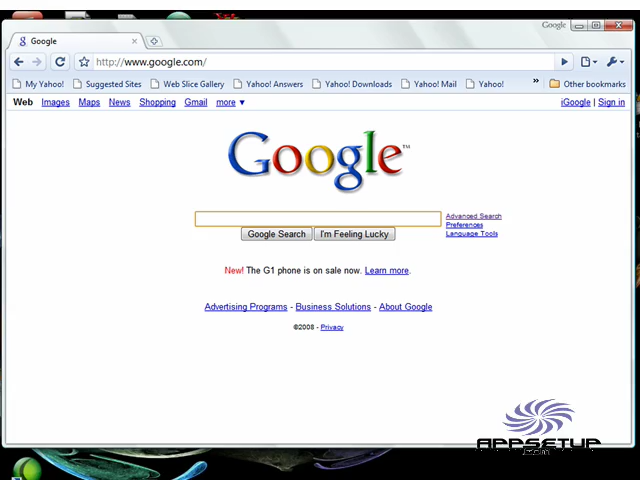 Google
Google
http://www.google.com/
My Yahoo! Suggested Sites Web Slice Gallery Yahoo! Answers Yahoo! Downloads Yahoo! Mail Yahoo! » Other bookmarks
Web Images Maps News Shopping Gmail more ▼ iGoogle | Sign in
Google™
Advanced Search
Preferences
Language Tools
Google Search I'm Feeling Lucky
New! The G1 phone is on sale now. Learn more.
Advertising Programs - Business Solutions - About Google
©2008 - Privacy
APPSETUP
.com